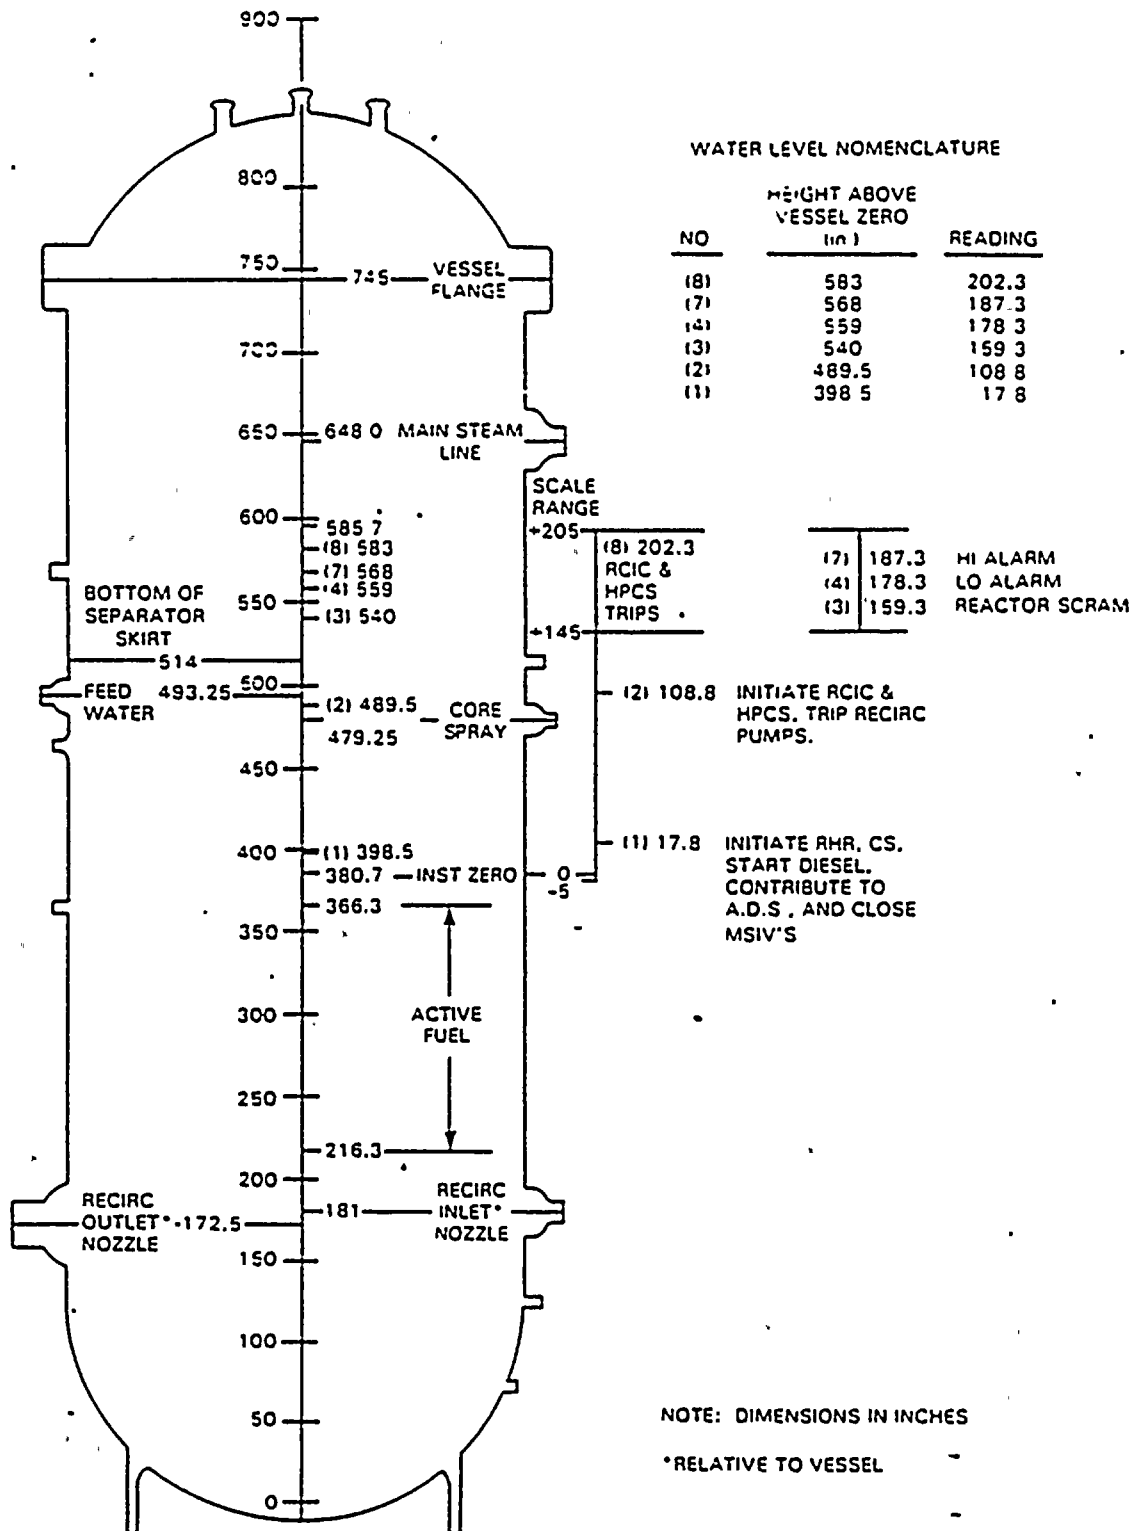 900
800
750
745 VESSEL
FLANGE
700
650
648 0 MAIN STEAM
LINE
600
585 7
(8) 583
(7) 568
(4) 559
550
(3) 540
BOTTOM OF
SEPARATOR
SKIRT
514
500
FEED 493.25
WATER
(2) 489.5
CORE
SPRAY
479.25
450
400
(1) 398.5
380.7 INST ZERO
366.3
350
300
ACTIVE
FUEL
250
216.3
200
RECIRC
OUTLET* 172.5
NOZZLE
181
RECIRC
INLET*
NOZZLE
150
100
50
0
WATER LEVEL NOMENCLATURE
HEIGHT ABOVE
VESSEL ZERO
NO (in) READING
(8) 583 202.3
(7) 568 187.3
(4) 559 178 3
(3) 540 159 3
(2) 489.5 108 8
(1) 398 5 17 8
SCALE
RANGE
+205
(8) 202.3
RCIC &
HPCS
TRIPS
+145
(7) 187.3 HI ALARM
(4) 178.3 LO ALARM
(3) 159.3 REACTOR SCRAM
(2) 108.8 INITIATE RCIC &
HPCS. TRIP RECIRC
PUMPS.
(1) 17.8 INITIATE RHR. CS.
START DIESEL.
CONTRIBUTE TO
A.D.S , AND CLOSE
MSIV'S
0
-5
NOTE: DIMENSIONS IN INCHES
*RELATIVE TO VESSEL